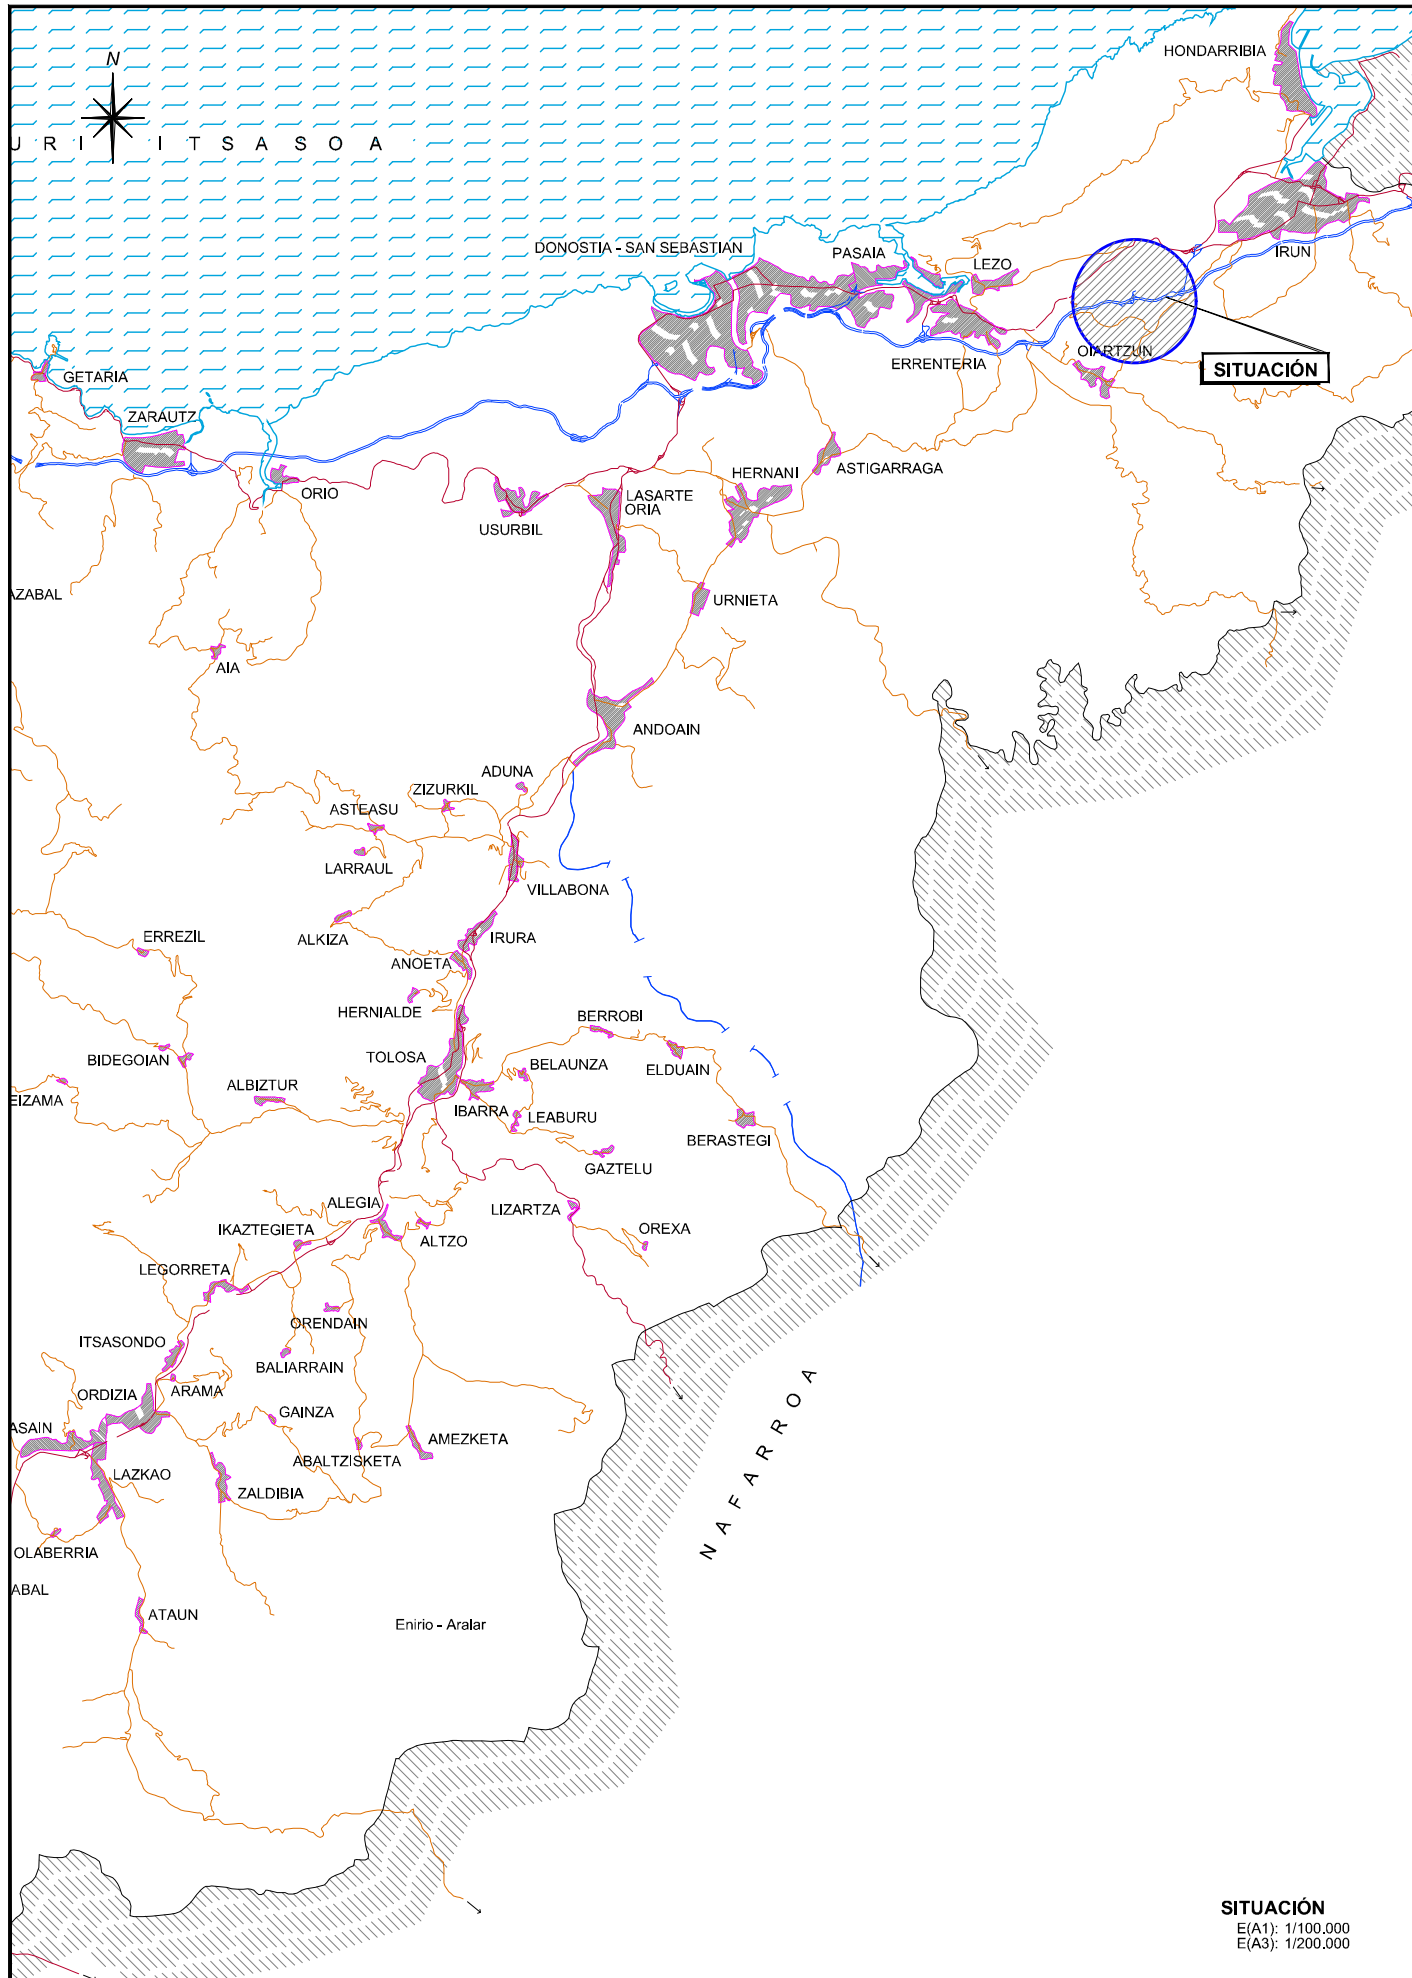 HONDARRIBIA
N
URI ITSASOA
DONOSTIA - SAN SEBASTIAN
PASAIA
LEZO
IRUN
ERRENTERIA
OIARTZUN
SITUACIÓN
GETARIA
ZARAUTZ
ORIO
USURBIL
LASARTE
ORIA
HERNANI
ASTIGARRAGA
AZABAL
URNIETA
AIA
ANDOAIN
ADUNA
ZIZURKIL
ASTEASU
LARRAUL
VILLABONA
ALKIZA
IRURA
ERREZIL
ANOETA
HERNIALDE
BERROBI
TOLOSA
BIDEGOIAN
BELAUNZA
ELDUAIN
ALBIZTUR
EIZAMA
IBARRA
LEABURU
BERASTEGI
GAZTELU
ALEGIA
LIZARTZA
IKAZTEGIETA
ALTZO
OREXA
LEGORRETA
ORENDAIN
ITSASONDO
BALIARRAIN
ORDIZIA
ARAMA
GAINZA
ASAIN
AMEZKETA
ABALTZISKETA
LAZKAO
ZALDIBIA
NAFARROA
OLABERRIA
ABAL
ATAUN
Enirio - Aralar
SITUACIÓN
E(A1): 1/100.000
E(A3): 1/200.000